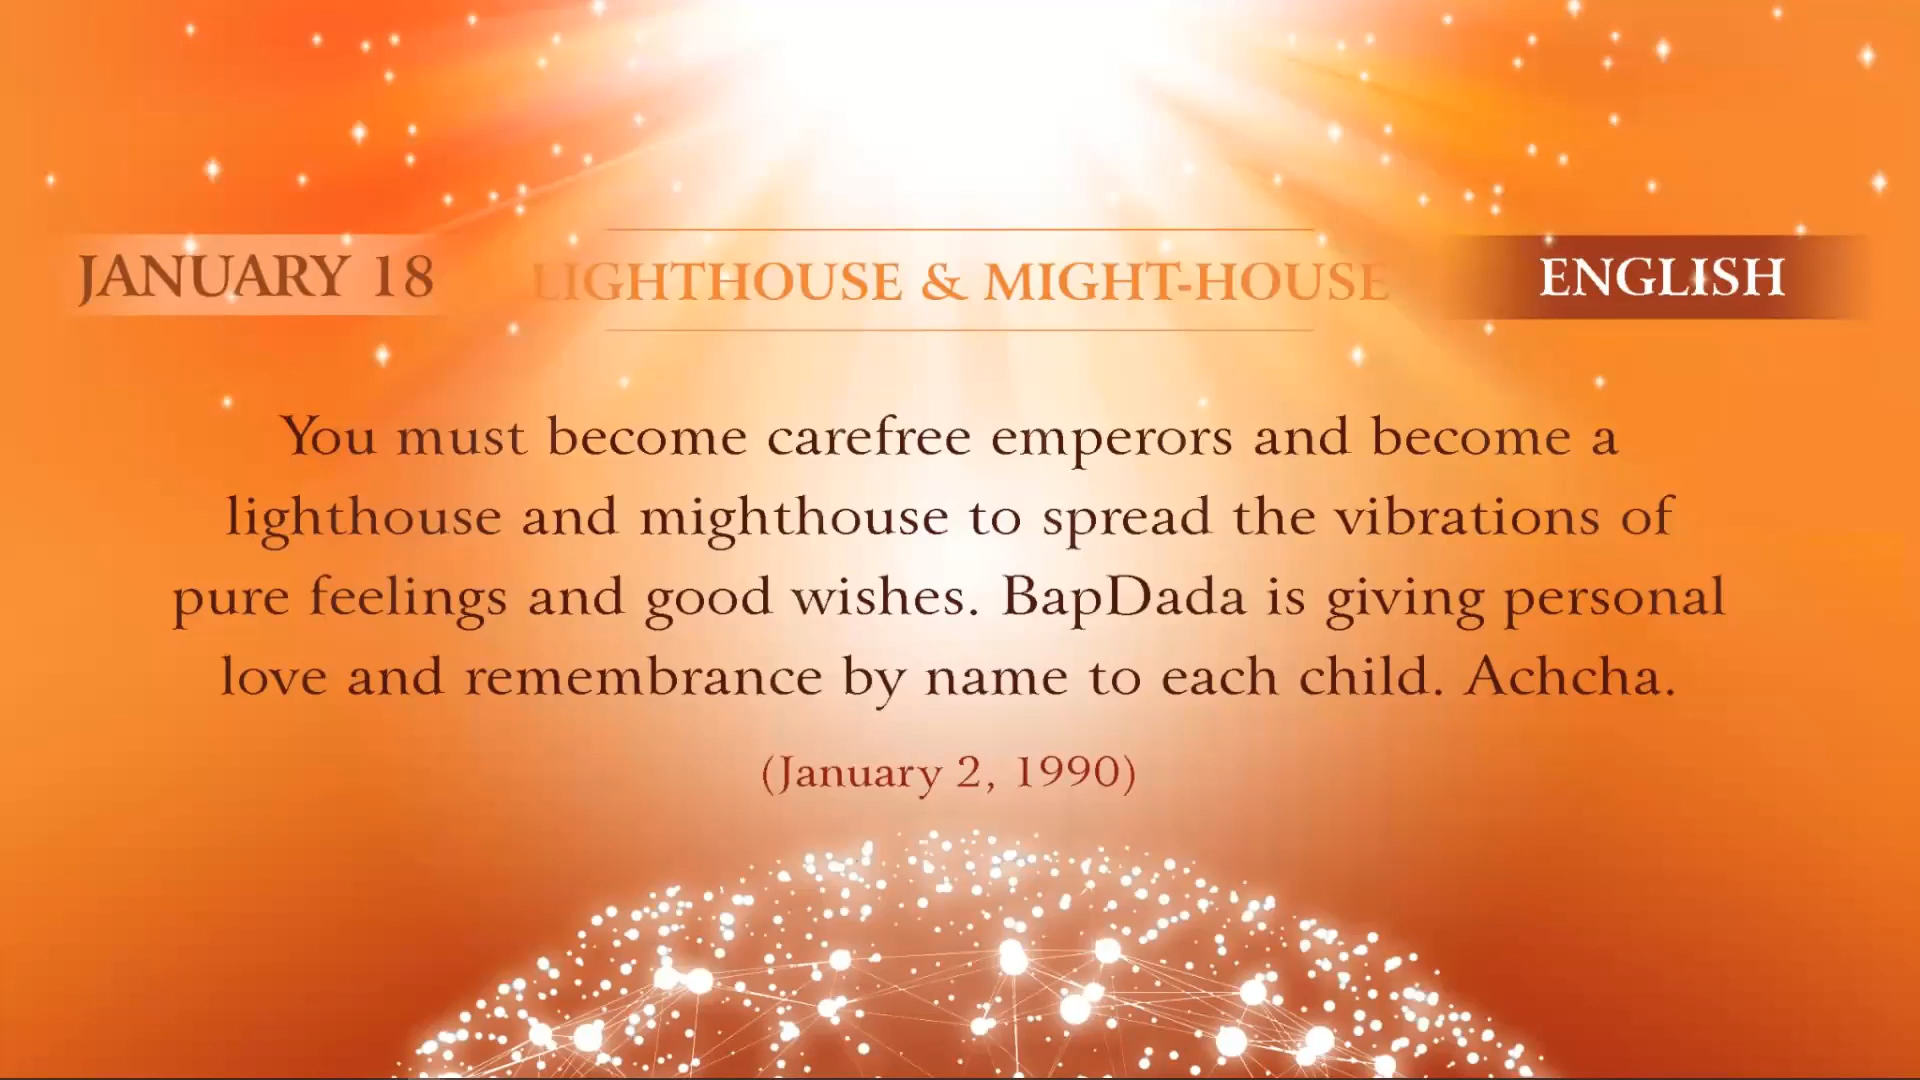 JANUARY 18
LIGHTHOUSE & MIGHT-HOUSE
ENGLISH
You must become carefree emperors and become a
lighthouse and mighthouse to spread the vibrations of
pure feelings and good wishes. BapDada is giving personal
love and remembrance by name to each child. Achcha.
(January 2, 1990)